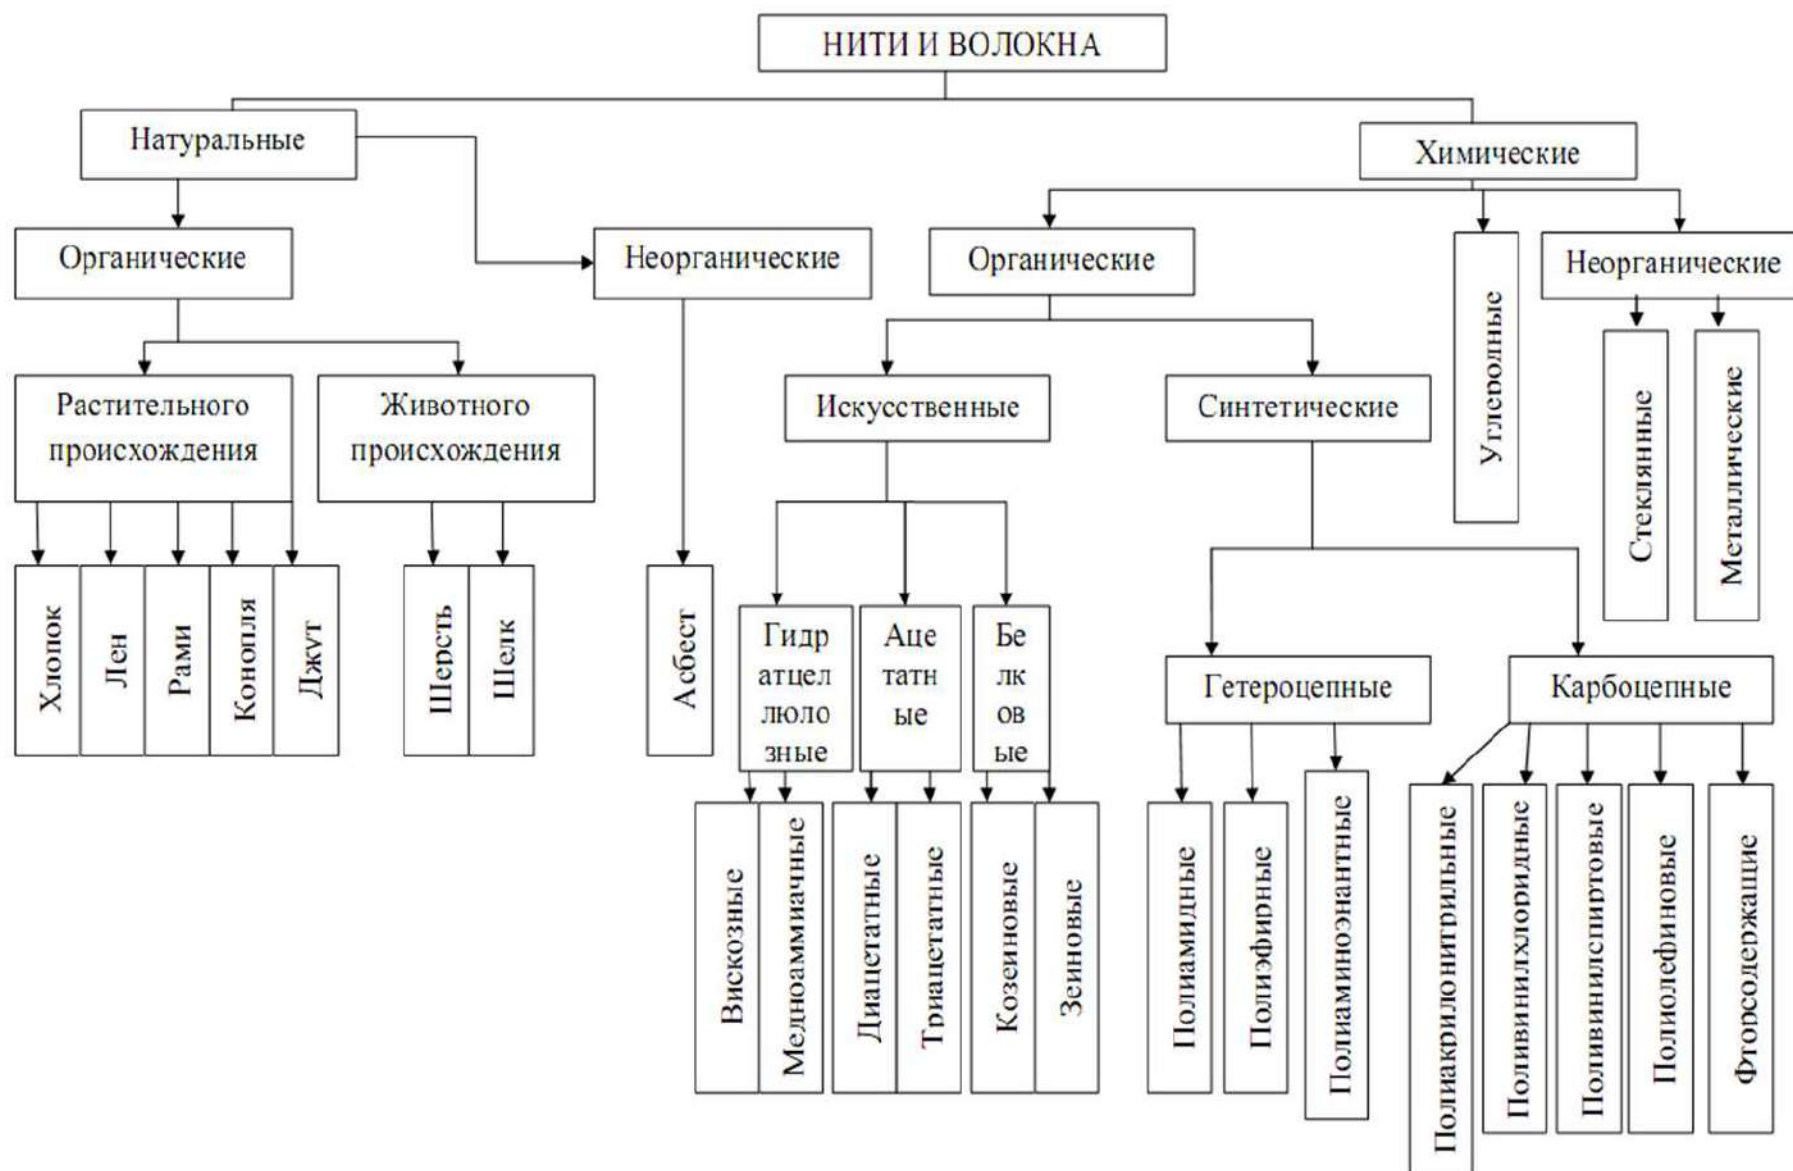 НИТИ И ВОЛОКНА
Натуральные
Химические
Органические
Неорганические
Органические
Углеродные
Неорганические
Стеклянные
Металлические
Растительного
происхождения
Животного
происхождения
Искусственные
Синтетические
Хлопок
Лен
Рами
Конопля
Джут
Шерсть
Шелк
Асбест
Гидр
атцел
люло
зные
Аце
татн
ые
Бе
лк
ов
ые
Гетероцепные
Карбоцепные
Вискозные
Медноаммиачные
Диацетатные
Триацетатные
Козеиновые
Зеиновые
Полиамидные
Полиэфирные
Полиаминоэнантные
Полиакрилонитрильные
Поливинилхлоридные
Поливинилспиртовые
Полиолефиновые
Фторсодержащие